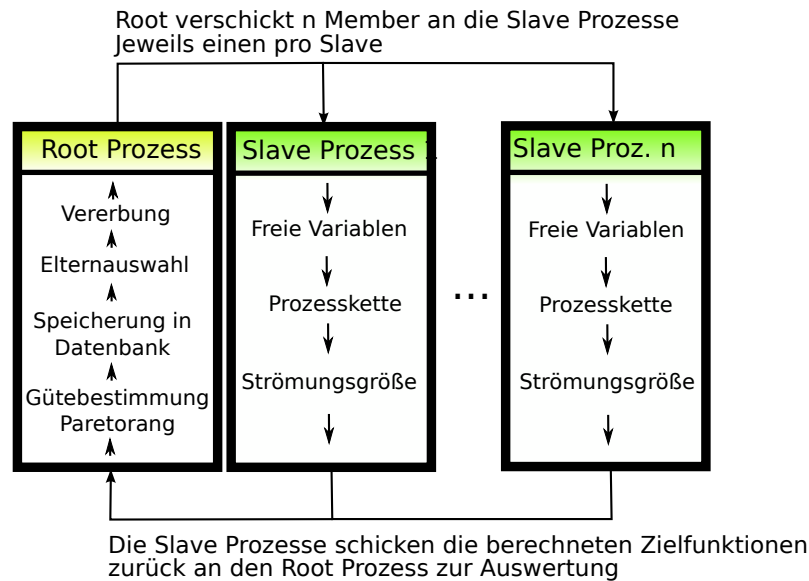 Root verschickt n Member an die Slave Prozesse
Jeweils einen pro Slave
Root Prozess
Vererbung
Elternauswahl
Speicherung in
Datenbank
Gütebestimmung
Paretorang
Slave Prozess 1
Freie Variablen
Prozesskette
Strömungsgröße
...
Slave Proz. n
Freie Variablen
Prozesskette
Strömungsgröße
Die Slave Prozesse schicken die berechneten Zielfunktionen
zurück an den Root Prozess zur Auswertung